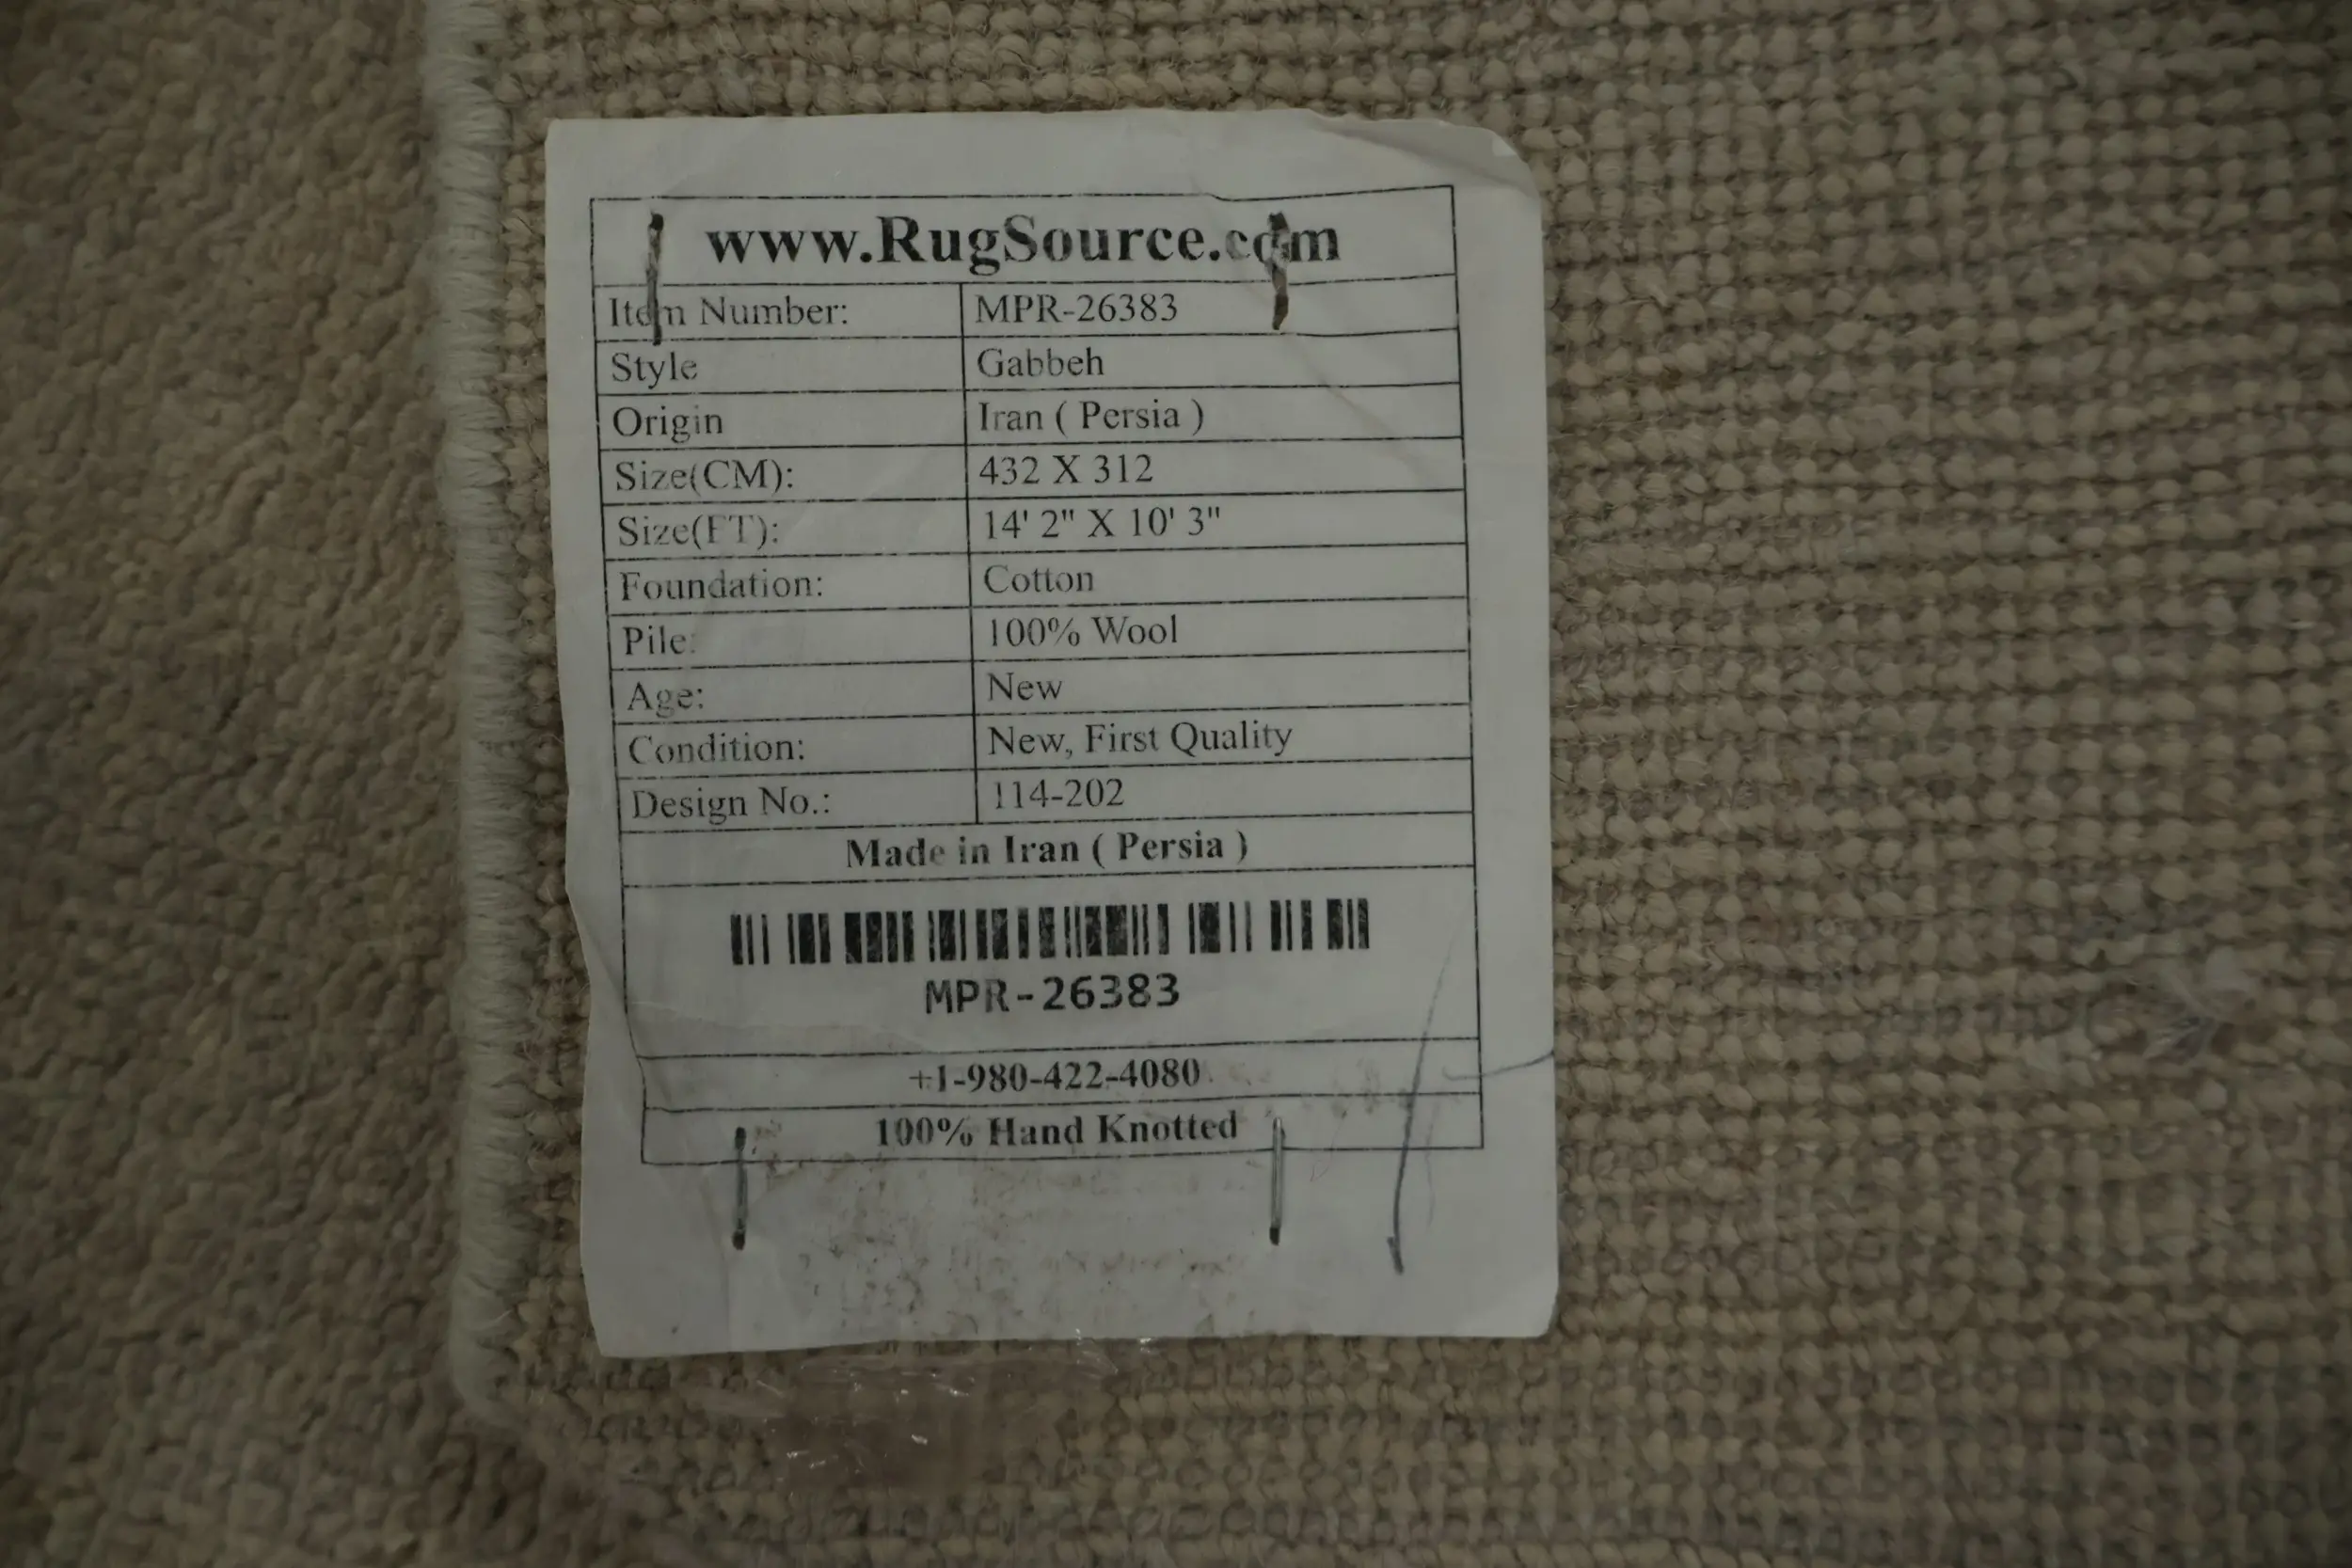 www.RugSource.com
Item Number: MPR-26383
Style Gabbeh
Origin Iran ( Persia )
Size(CM): 432 X 312
Size(FT): 14' 2" X 10' 3"
Foundation: Cotton
Pile: 100% Wool
Age: New
Condition: New, First Quality
Design No.: 114-202
Made in Iran ( Persia )
MPR-26383
+1-980-422-4080
100% Hand Knotted